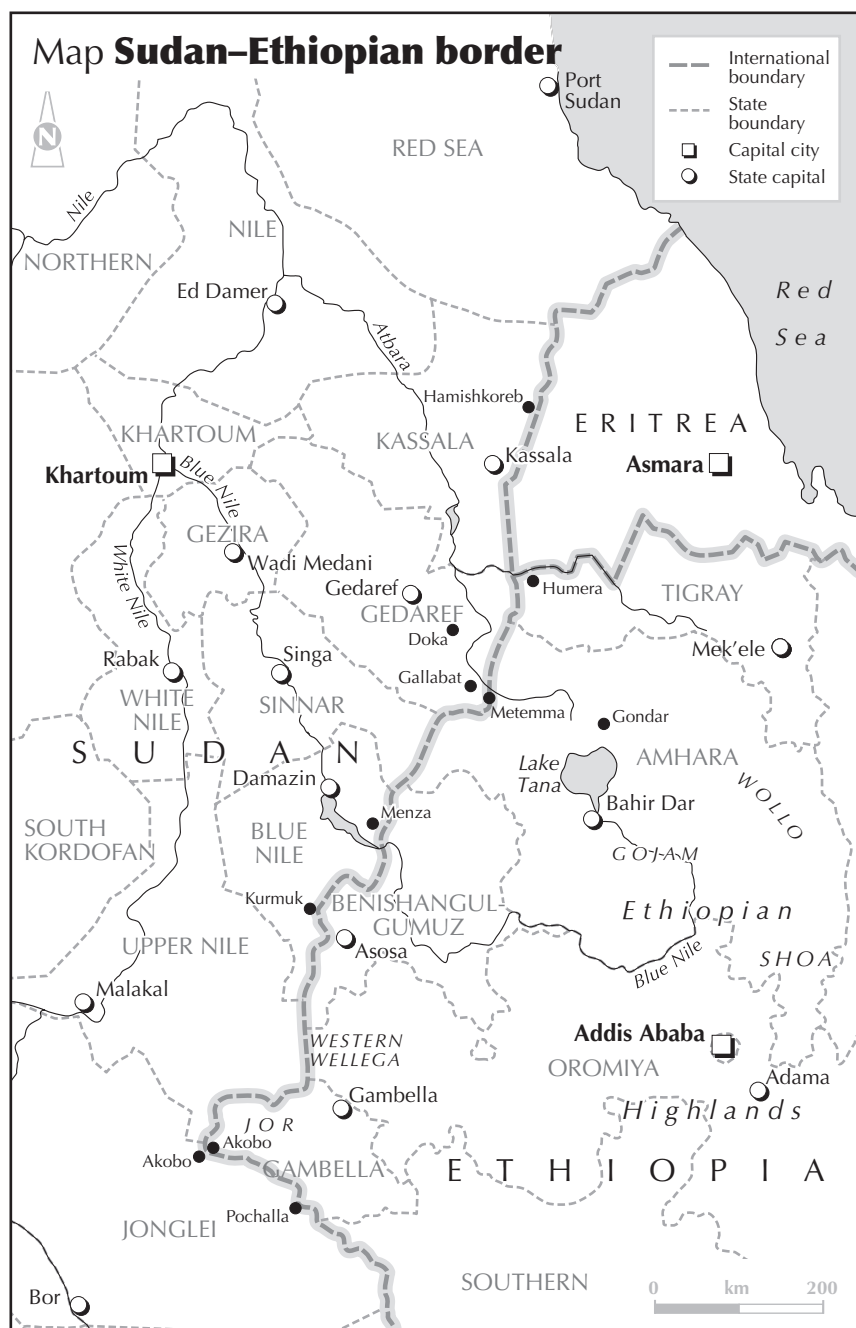 Map Sudan–Ethiopian border
International
boundary
State
boundary
Capital city
State capital
N
Port
Sudan
RED SEA
Nile
NILE
NORTHERN
Red
Sea
Ed Damer
Atbara
Hamishkoreb
ERITREA
KHARTOUM
KASSALA
Khartoum
Blue Nile
Kassala
Asmara
GEZIRA
White Nile
Wadi Medani
Gedaref
GEDAREF
Humera
TIGRAY
Doka
Mek'ele
Rabak
Singa
Gallabat
WHITE
NILE
SINNAR
Metemma
Gondar
SUDAN
AMHARA
Lake
Tana
WOLLO
Damazin
Menza
Bahir Dar
SOUTH
KORDOFAN
BLUE
NILE
GOJAM
Kurmuk
BENISHANGUL-
GUMUZ
Ethiopian
UPPER NILE
Asosa
Blue Nile
SHOA
Malakal
WESTERN
WELLEGA
Addis Ababa
OROMIYA
Adama
Gambella
Highlands
JOR
Akobo
Akobo
GAMBELLA
ETHIOPIA
Pochalla
JONGLEI
SOUTHERN
Bor
0 km 200